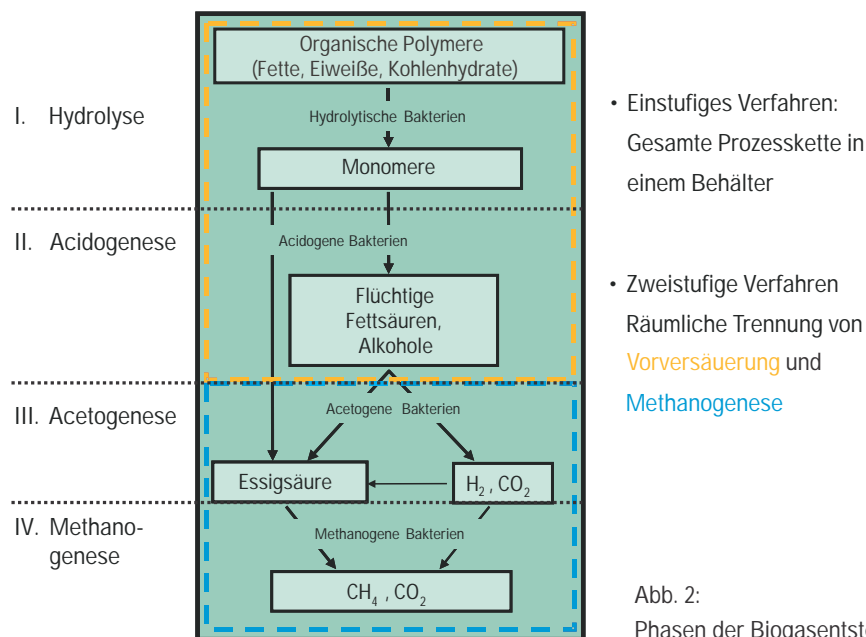 Organische Polymere
(Fette, Eiweiße, Kohlenhydrate)
I. Hydrolyse
Hydrolytische Bakterien
Monomere
II. Acidogenese
Acidogene Bakterien
Flüchtige
Fettsäuren,
Alkohole
III. Acetogenese
Acetogene Bakterien
Essigsäure
H₂ , CO₂
IV. Methano-
genese
Methanogene Bakterien
CH₄ , CO₂
• Einstufiges Verfahren:
Gesamte Prozesskette in
einem Behälter
• Zweistufige Verfahren
Räumliche Trennung von
Vorversäuerung und
Methanogenese
Abb. 2:
Phasen der